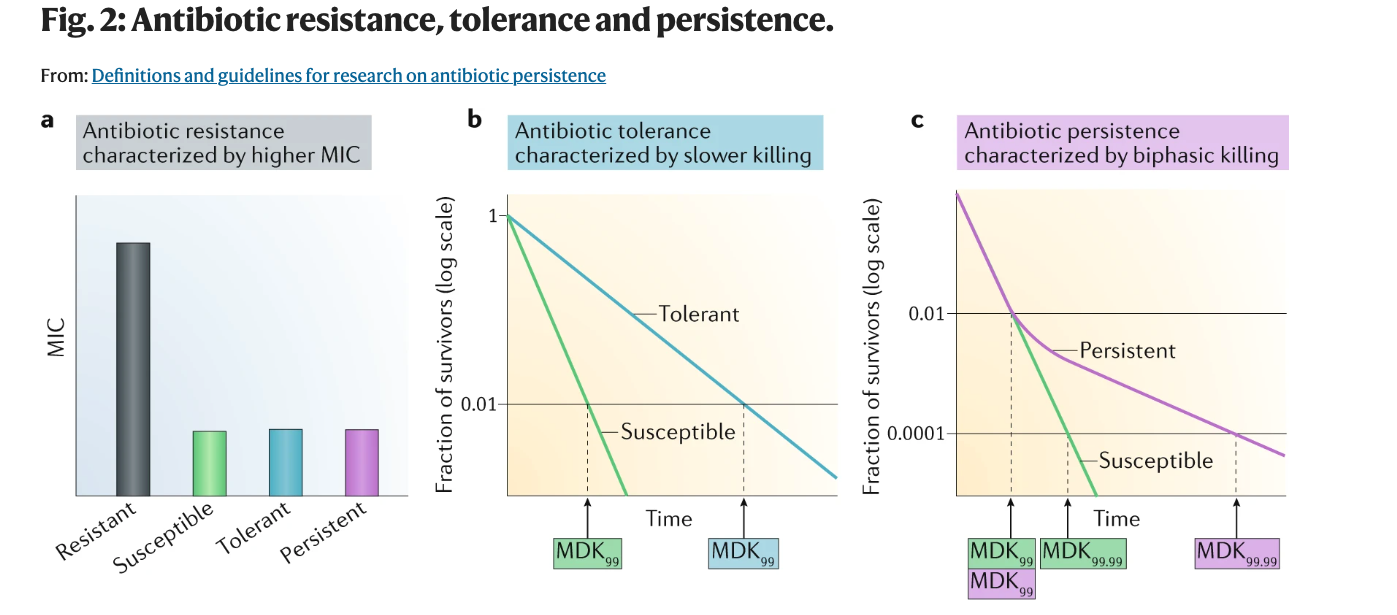 Fig. 2: Antibiotic resistance, tolerance and persistence.
From: Definitions and guidelines for research on antibiotic persistence
a
Antibiotic resistance
characterized by higher MIC
MIC
Resistant
Susceptible
Tolerant
Persistent
b
Antibiotic tolerance
characterized by slower killing
Fraction of survivors (log scale)
1
0.01
Tolerant
Susceptible
Time
MDK99
MDK99
c
Antibiotic persistence
characterized by biphasic killing
Fraction of survivors (log scale)
0.01
0.0001
Persistent
Susceptible
Time
MDK99
MDK99.99
MDK99.99
MDK99